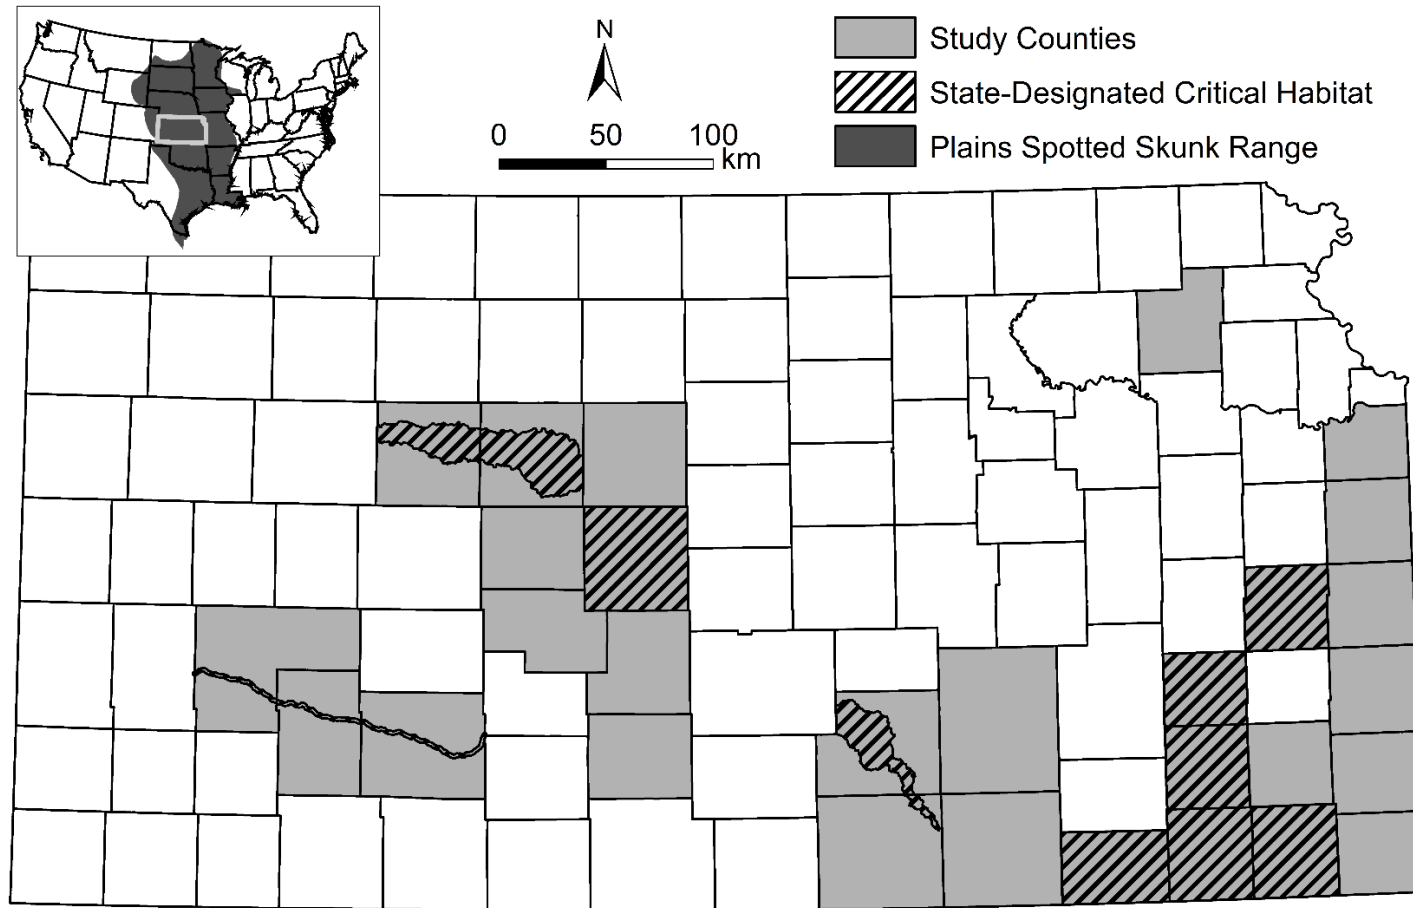 N
0 50 100
km
Study Counties
State-Designated Critical Habitat
Plains Spotted Skunk Range